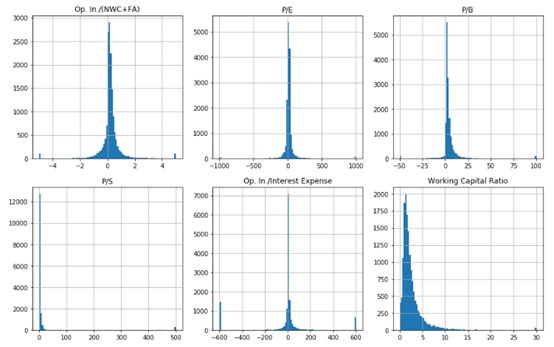 Op. In./(NWC+FA) P/E P/B
3000 2500 2000 1500 1000 500 0
5000 4000 3000 2000 1000 0
5000 4000 3000 2000 1000 0
−4 −2 0 2 4
−1000 −500 0 500 1000
−50 −25 0 25 50 75 100
P/S Op. In./Interest Expense Working Capital Ratio
12000 10000 8000 6000 4000 2000 0
7000 6000 5000 4000 3000 2000 1000 0
2000 1750 1500 1250 1000 750 500 250 0
0 100 200 300 400 500
−600 −400 −200 0 200 400 600
0 5 10 15 20 25 30